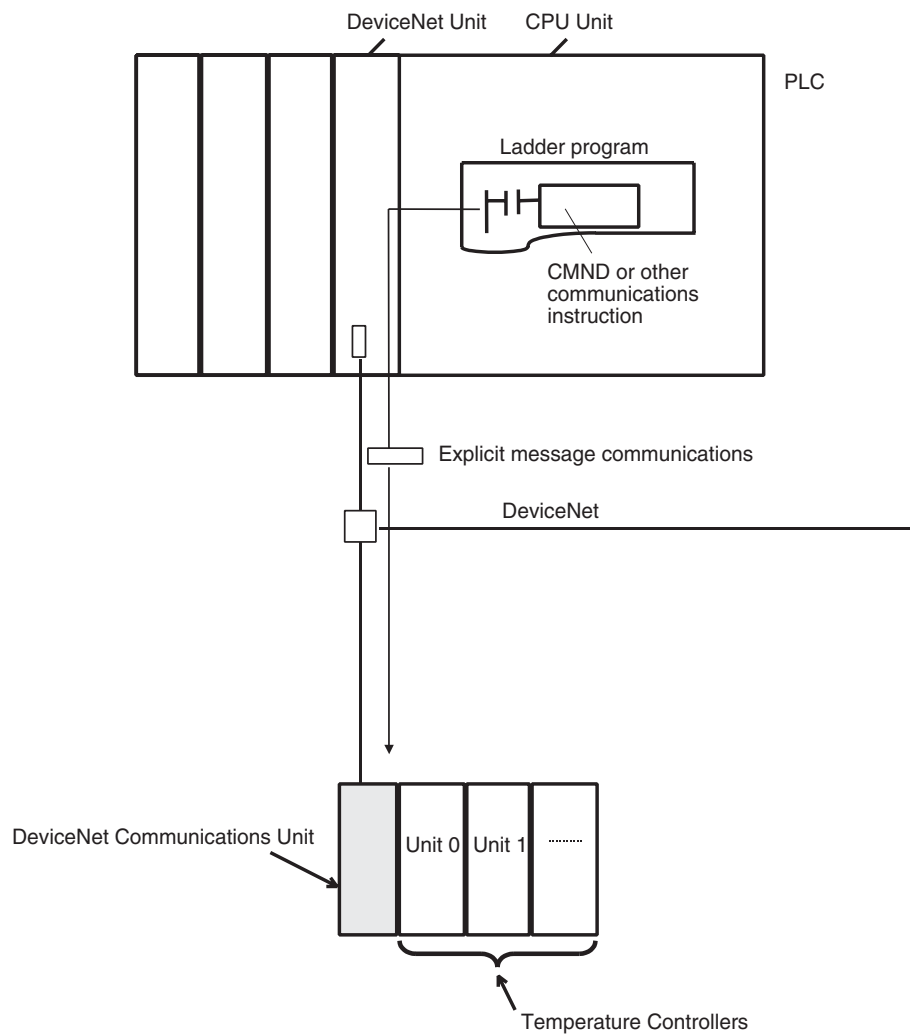 DeviceNet Unit
CPU Unit
PLC
Ladder program
CMND or other
communications
instruction
Explicit message communications
DeviceNet
DeviceNet Communications Unit
Unit 0
Unit 1
.........
Temperature Controllers